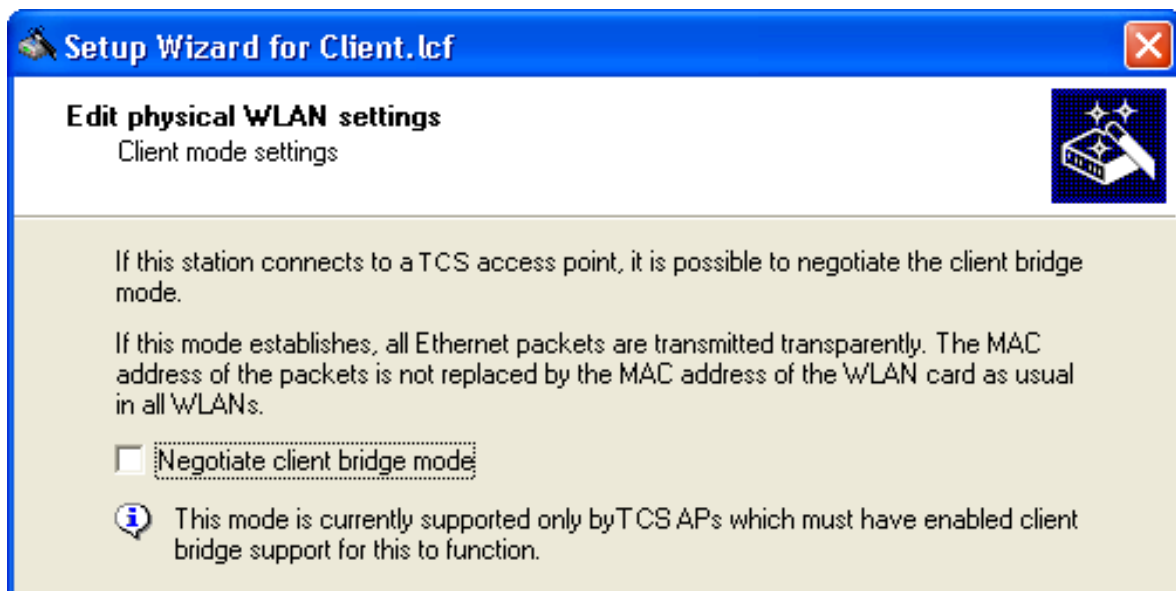 Setup Wizard for Client.lcf
Edit physical WLAN settings
Client mode settings
If this station connects to a TCS access point, it is possible to negotiate the client bridge
mode.
If this mode establishes, all Ethernet packets are transmitted transparently. The MAC
address of the packets is not replaced by the MAC address of the WLAN card as usual
in all WLANs.
Negotiate client bridge mode
This mode is currently supported only by TCS APs which must have enabled client
bridge support for this to function.